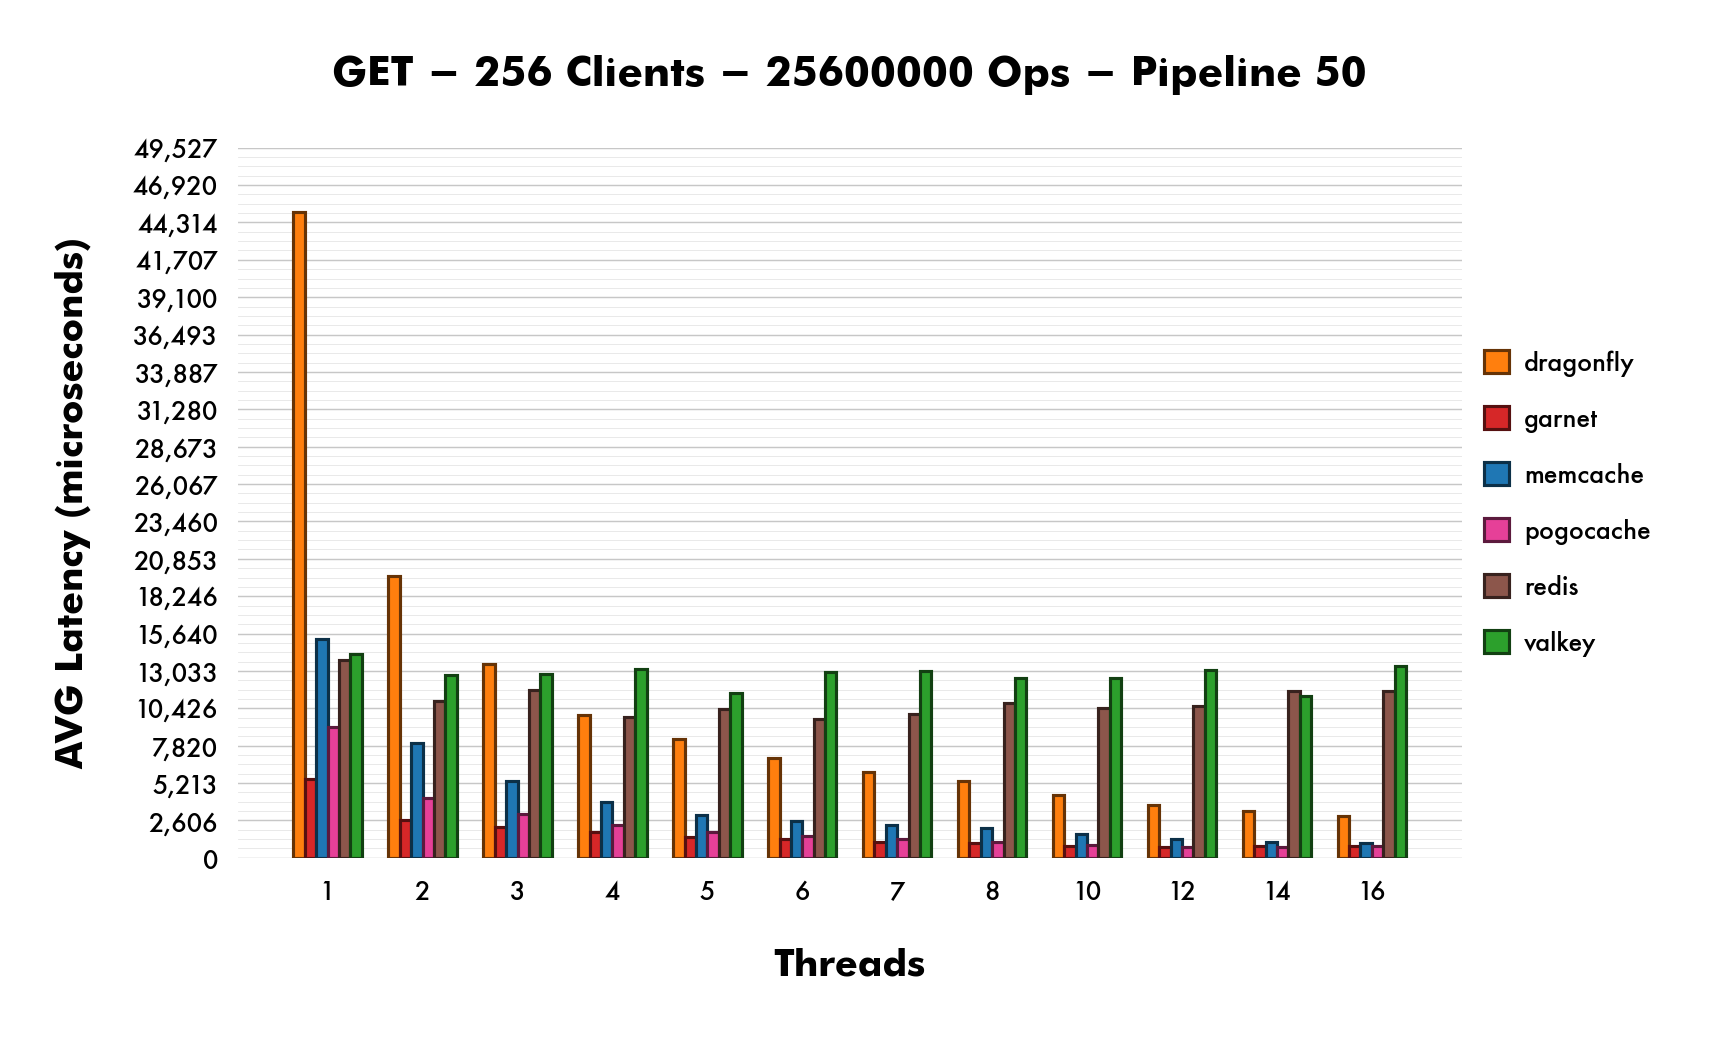 GET – 256 Clients – 25600000 Ops – Pipeline 50
AVG Latency (microseconds)
49,527
46,920
44,314
41,707
39,100
36,493
33,887
31,280
28,673
26,067
23,460
20,853
18,246
15,640
13,033
10,426
7,820
5,213
2,606
0
1 2 3 4 5 6 7 8 10 12 14 16
Threads
dragonfly
garnet
memcache
pogocache
redis
valkey